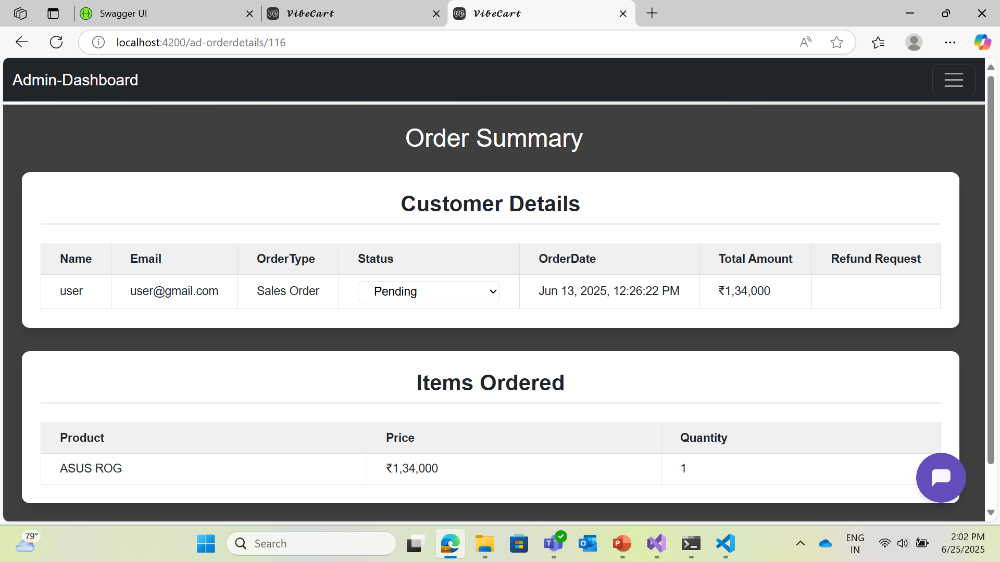 Swagger UI
VibeCart
VibeCart
localhost:4200/ad-orderdetails/116
Admin-Dashboard
Order Summary
Customer Details
Name Email OrderType Status OrderDate Total Amount Refund Request
user user@gmail.com Sales Order Pending Jun 13, 2025, 12:26:22 PM ₹1,34,000
Items Ordered
Product Price Quantity
ASUS ROG ₹1,34,000 1
79°
Search
ENG
IN
2:02 PM
6/25/2025